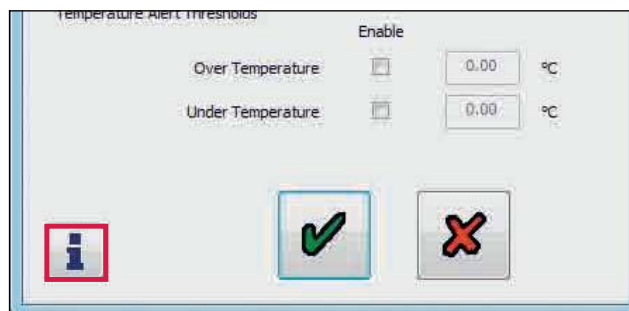 Temperature Alert Thresholds
Enable
Over Temperature 0.00 °C
Under Temperature 0.00 °C
i